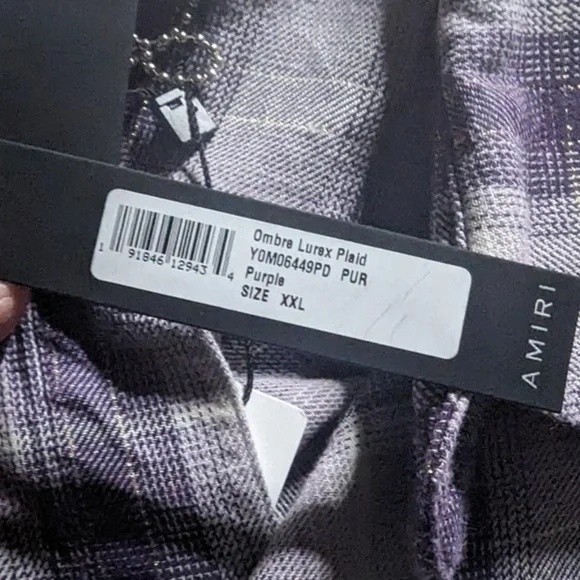 Ombre Lurex Plaid
Y0M06449PD PUR
Purple
SIZE XXL
1 91846 12943 4
AMIRI